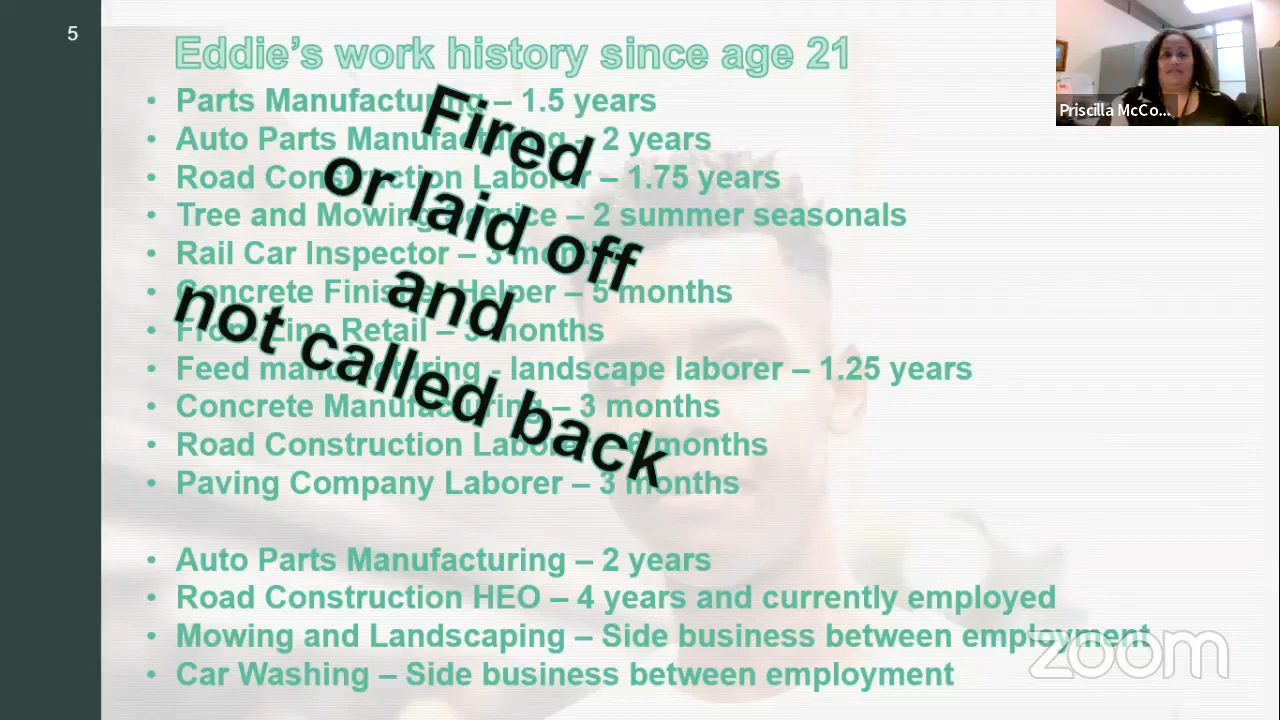 5
Eddie's work history since age 21
• Parts Manufacturing – 1.5 years
• Auto Parts Manufacturing – 2 years
• Road Construction Laborer – 1.75 years
• Tree and Mowing Service – 2 summer seasonals
• Rail Car Inspector – 3 months
• Concrete Finisher Helper – 5 months
• Front Line Retail – 3 months
• Feed manufacturing - landscape laborer – 1.25 years
• Concrete Manufacturing – 3 months
• Road Construction Laborer – 6 months
• Paving Company Laborer – 3 months
• Auto Parts Manufacturing – 2 years
• Road Construction HEO – 4 years and currently employed
• Mowing and Landscaping – Side business between employment
• Car Washing – Side business between employment
Fired
or laid off
and
not called back
Priscilla McCo...
zoom